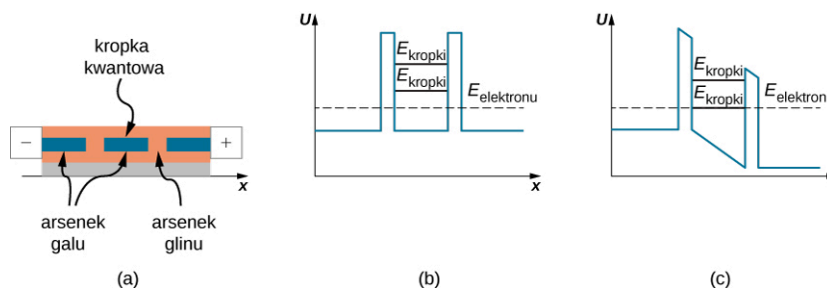 kropka
kwantowa
−
+
x
arsenek
galu
arsenek
glinu
(a)
U
E kropki
E kropki
E elektronu
x
(b)
U
E kropki
E kropki
E elektron
x
(c)